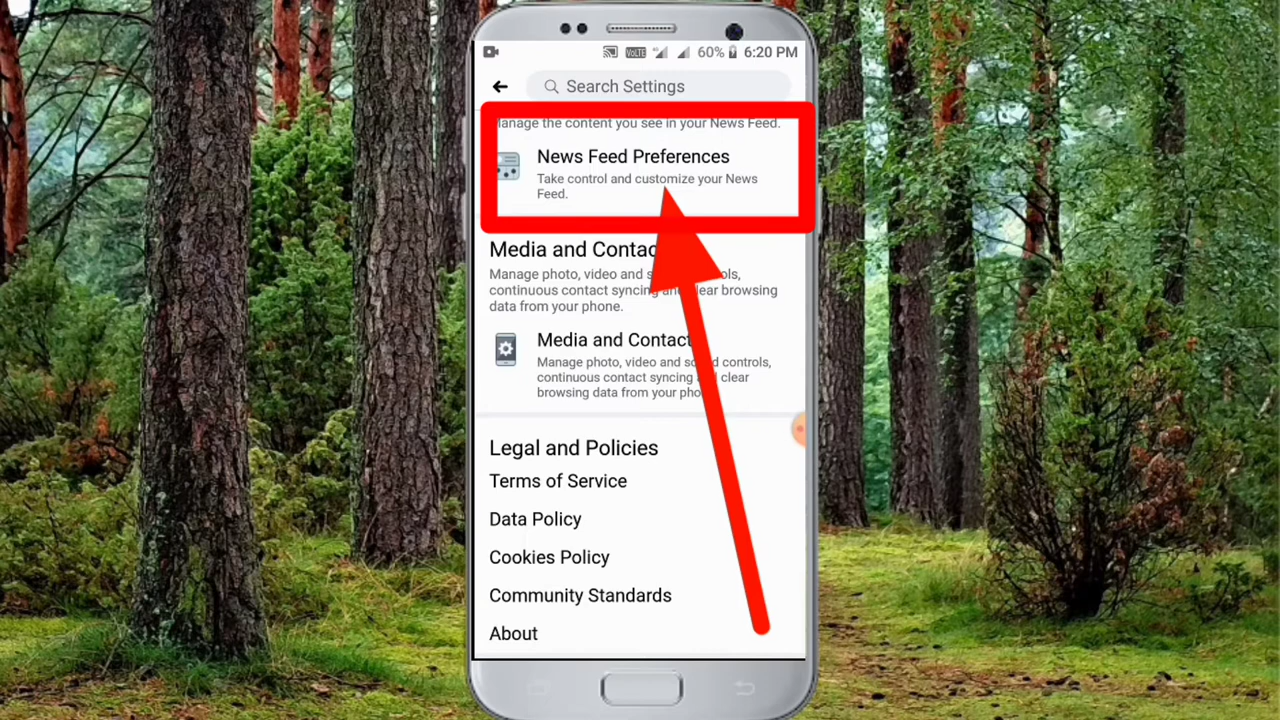 VoLTE 60% 6:20 PM
Search Settings
Manage the content you see in your News Feed.
News Feed Preferences
Take control and customize your News
Feed.
Media and Contac
Manage photo, video and s d controls,
continuous contact syncing and clear browsing
data from your phone.
Media and Contact
Manage photo, video and sound controls,
continuous contact syncing and clear
browsing data from your pho
Legal and Policies
Terms of Service
Data Policy
Cookies Policy
Community Standards
About